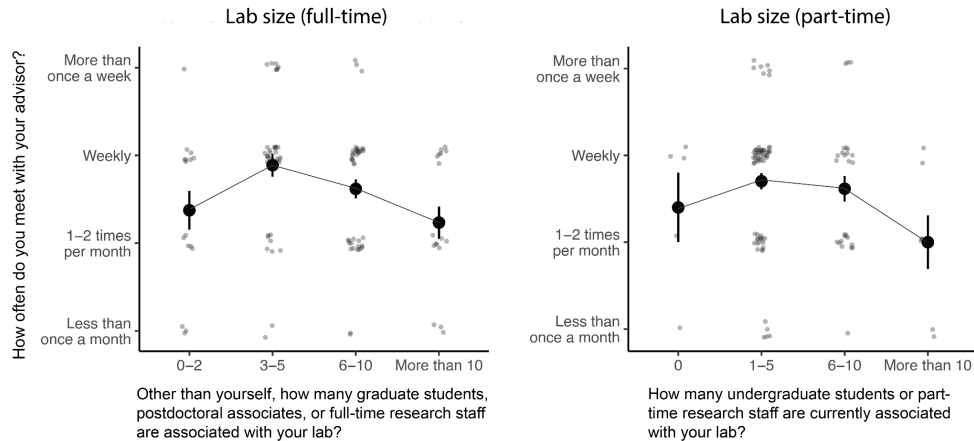 Lab size (full-time)
Lab size (part-time)
How often do you meet with your advisor?
More than
once a week
Weekly
1–2 times
per month
Less than
once a month
0–2
3–5
6–10
More than 10
Other than yourself, how many graduate students,
postdoctoral associates, or full-time research staff
are associated with your lab?
More than
once a week
Weekly
1–2 times
per month
Less than
once a month
0
1–5
6–10
More than 10
How many undergraduate students or part-
time research staff are currently associated
with your lab?